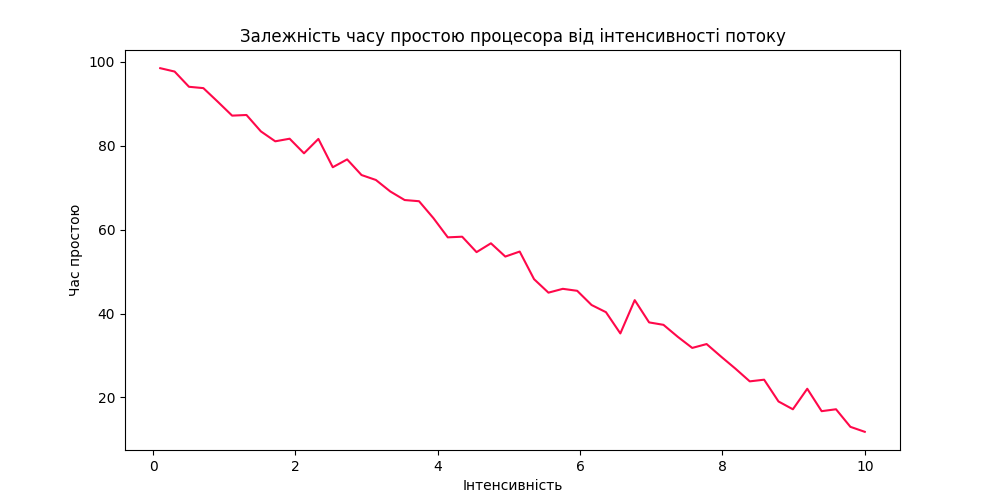 Залежність часу простою процесора від інтенсивності потоку
100
80
60
40
20
Час простою
0 2 4 6 8 10
Інтенсивність